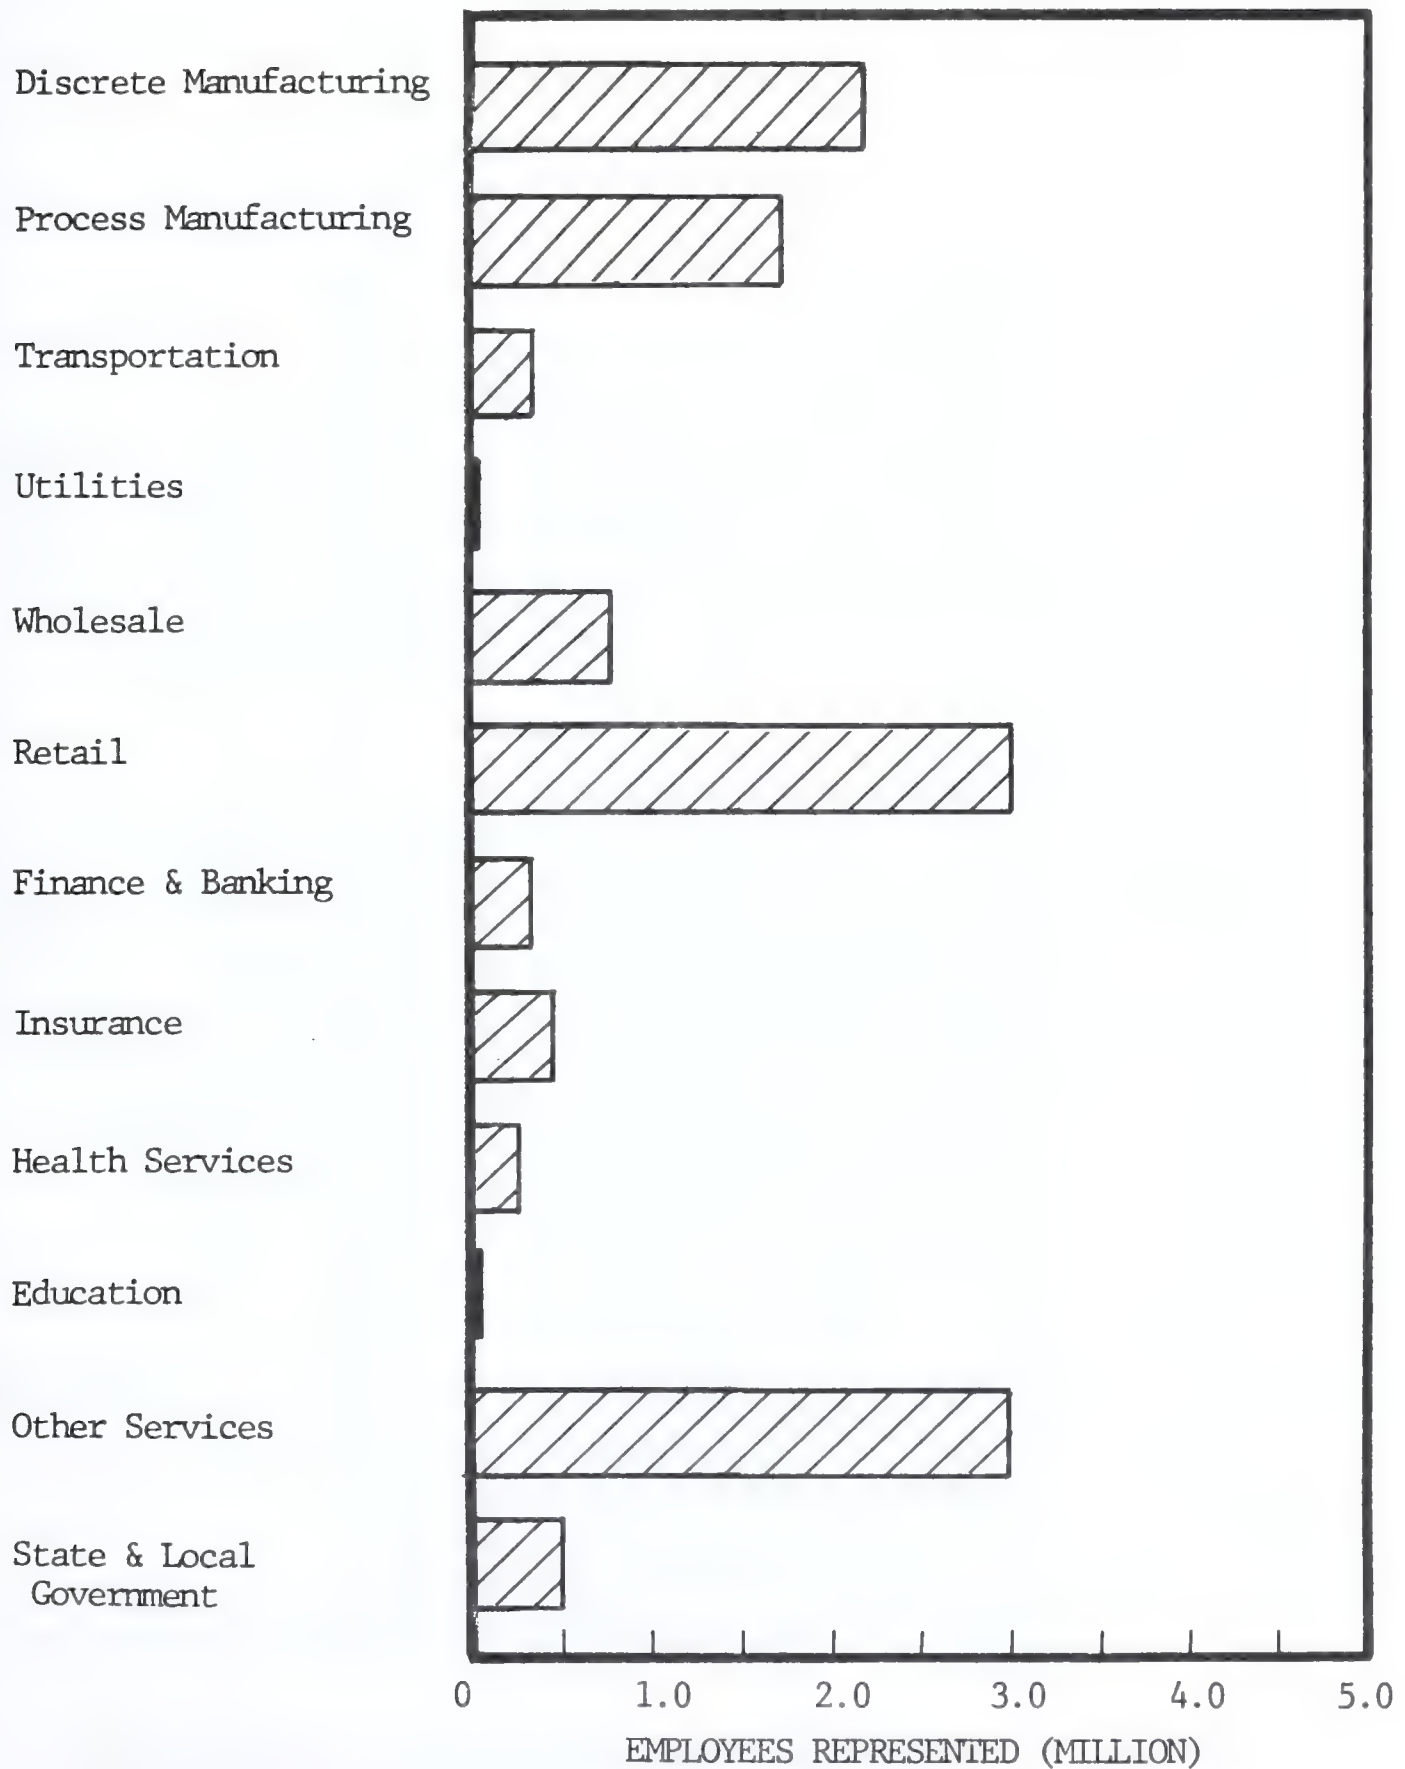 Discrete Manufacturing
Process Manufacturing
Transportation
Utilities
Wholesale
Retail
Finance & Banking
Insurance
Health Services
Education
Other Services
State & Local
Government
0 1.0 2.0 3.0 4.0 5.0
EMPLOYEES REPRESENTED (MILLION)